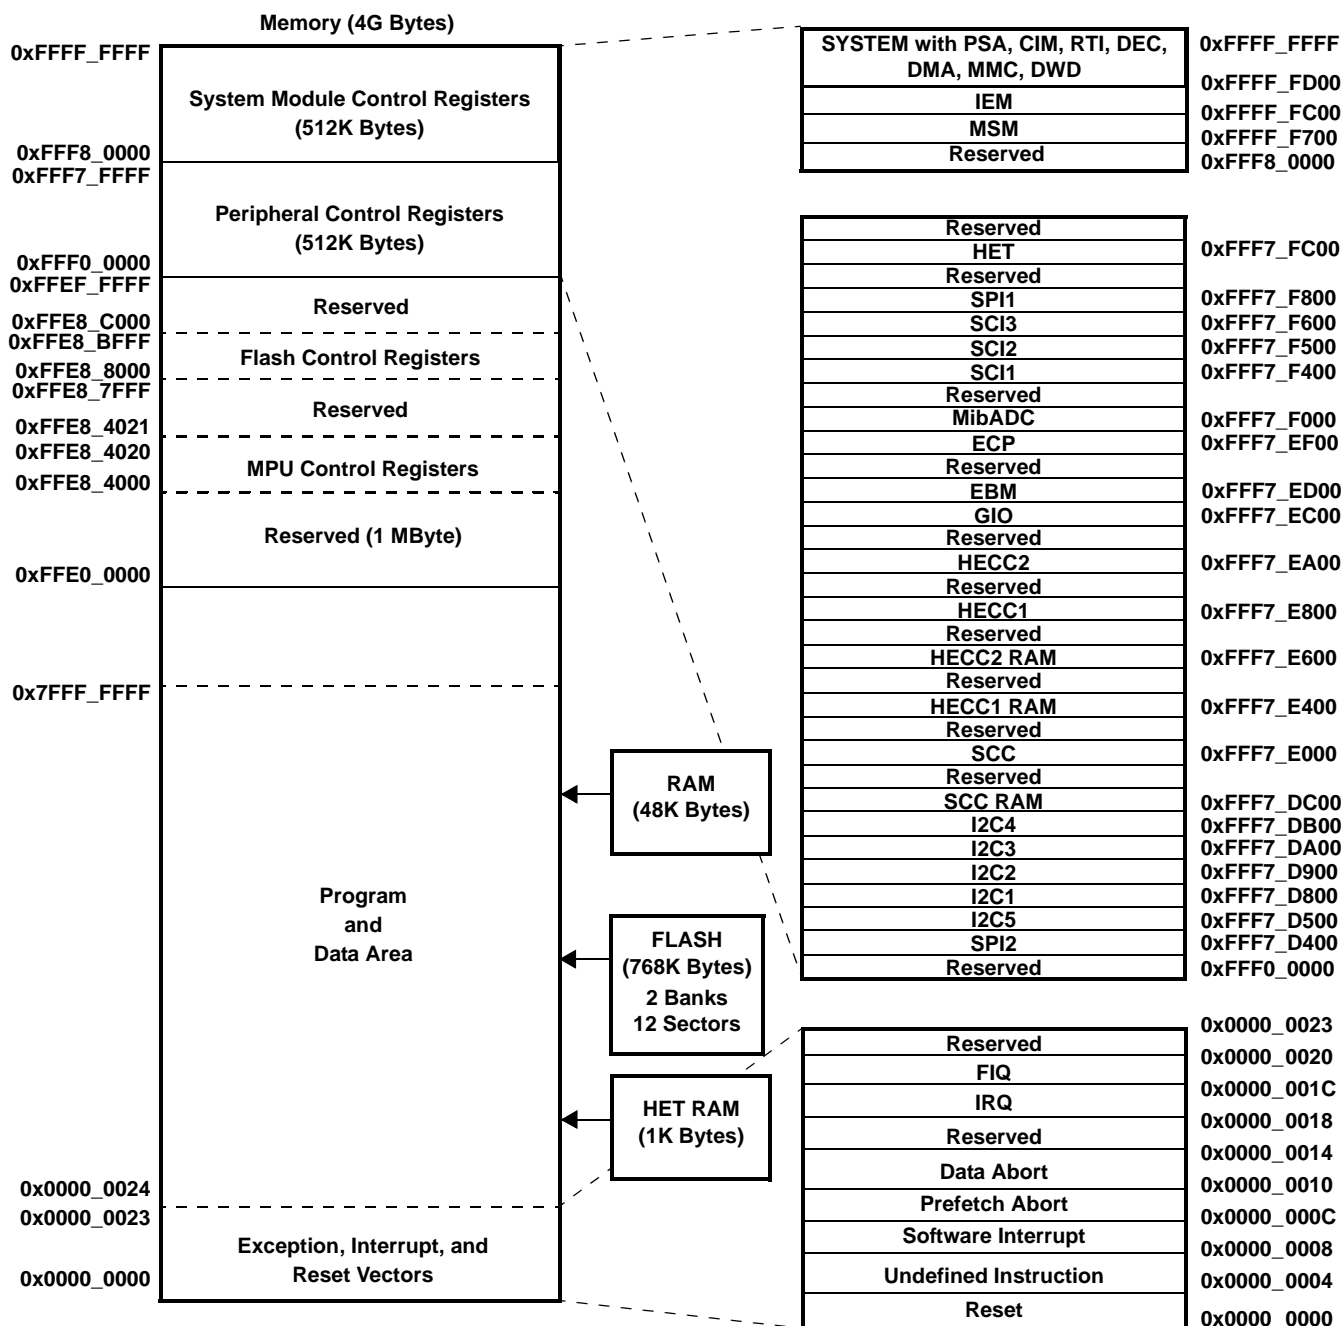 Memory (4G Bytes)
0xFFFF_FFFF
System Module Control Registers
(512K Bytes)
0xFFF8_0000
0xFFF7_FFFF
Peripheral Control Registers
(512K Bytes)
0xFFF0_0000
0xFFEF_FFFF
Reserved
0xFFE8_C000
0xFFE8_BFFF
Flash Control Registers
0xFFE8_8000
0xFFE8_7FFF
Reserved
0xFFE8_4021
0xFFE8_4020
MPU Control Registers
0xFFE8_4000
Reserved (1 MByte)
0xFFE0_0000
0x7FFF_FFFF
Program
and
Data Area
0x0000_0024
0x0000_0023
Exception, Interrupt, and
Reset Vectors
0x0000_0000
RAM
(48K Bytes)
FLASH
(768K Bytes)
2 Banks
12 Sectors
HET RAM
(1K Bytes)
SYSTEM with PSA, CIM, RTI, DEC,
DMA, MMC, DWD
0xFFFF_FFFF
0xFFFF_FD00
IEM
0xFFFF_FC00
MSM
0xFFFF_F700
Reserved
0xFFF8_0000
Reserved
HET 0xFFF7_FC00
Reserved
SPI1 0xFFF7_F800
SCI3 0xFFF7_F600
SCI2 0xFFF7_F500
SCI1 0xFFF7_F400
Reserved
MibADC 0xFFF7_F000
ECP 0xFFF7_EF00
Reserved
EBM 0xFFF7_ED00
GIO 0xFFF7_EC00
Reserved
HECC2 0xFFF7_EA00
Reserved
HECC1 0xFFF7_E800
Reserved
HECC2 RAM 0xFFF7_E600
Reserved
HECC1 RAM 0xFFF7_E400
Reserved
SCC 0xFFF7_E000
Reserved
SCC RAM 0xFFF7_DC00
I2C4 0xFFF7_DB00
I2C3 0xFFF7_DA00
I2C2 0xFFF7_D900
I2C1 0xFFF7_D800
I2C5 0xFFF7_D500
SPI2 0xFFF7_D400
Reserved 0xFFF0_0000
0x0000_0023
Reserved
0x0000_0020
FIQ
0x0000_001C
IRQ
0x0000_0018
Reserved
0x0000_0014
Data Abort
0x0000_0010
Prefetch Abort
0x0000_000C
Software Interrupt
0x0000_0008
Undefined Instruction
0x0000_0004
Reset
0x0000_0000